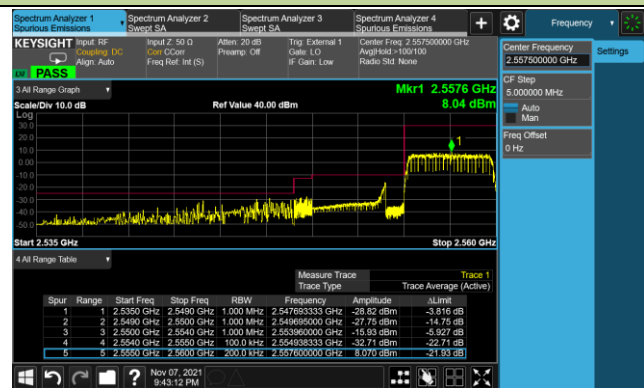 Spectrum Analyzer 1
Spurious Emissions
Spectrum Analyzer 2
Swept SA
Spectrum Analyzer 3
Swept SA
Spectrum Analyzer 4
Spurious Emissions
+
Frequency
KEYSIGHT
Input: RF
Coupling: DC
Align: Auto
Input Z: 50 Ω
Corr CCorr
Freq Ref: Int (S)
Atten: 20 dB
Preamp: Off
Trig: External 1
Gate: LO
IF Gain: Low
Center Freq: 2.557500000 GHz
Avg|Hold:>100/100
Radio Std: None
PASS
Center Frequency
2.557500000 GHz
Settings
CF Step
5.000000 MHz
Auto
Man
Freq Offset
0 Hz
3 All Range Graph
Mkr1 2.5576 GHz
Scale/Div 10.0 dB
Ref Value 40.00 dBm
8.04 dBm
Log
30.0
20.0
10.0
0.00
-10.0
-20.0
-30.0
-40.0
-50.0
1
Start 2.535 GHz
Stop 2.560 GHz
4 All Range Table
Measure Trace Trace 1
Trace Type Trace Average (Active)
Spur Range Start Freq Stop Freq RBW Frequency Amplitude ΔLimit
1 1 2.5350 GHz 2.5490 GHz 1.000 MHz 2.547693333 GHz -28.82 dBm -3.816 dB
2 2 2.5490 GHz 2.5500 GHz 1.000 MHz 2.549695000 GHz -27.75 dBm -14.75 dB
3 3 2.5500 GHz 2.5540 GHz 1.000 MHz 2.553960000 GHz -15.93 dBm -5.927 dB
4 4 2.5540 GHz 2.5550 GHz 100.0 kHz 2.554938333 GHz -32.71 dBm -22.71 dB
5 5 2.5550 GHz 2.5600 GHz 200.0 kHz 2.557600000 GHz 8.070 dBm -21.93 dB
Nov 07, 2021
9:43:12 PM